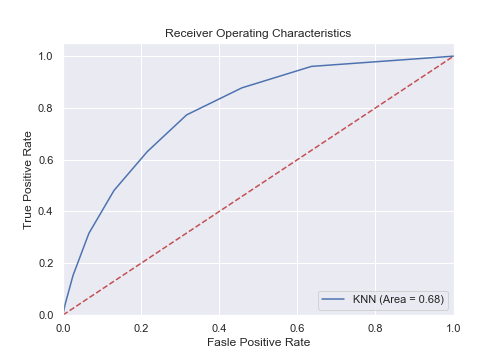 Receiver Operating Characteristics
1.0
0.8
0.6
0.4
0.2
0.0
True Positive Rate
KNN (Area = 0.68)
0.0 0.2 0.4 0.6 0.8 1.0
Fasle Positive Rate